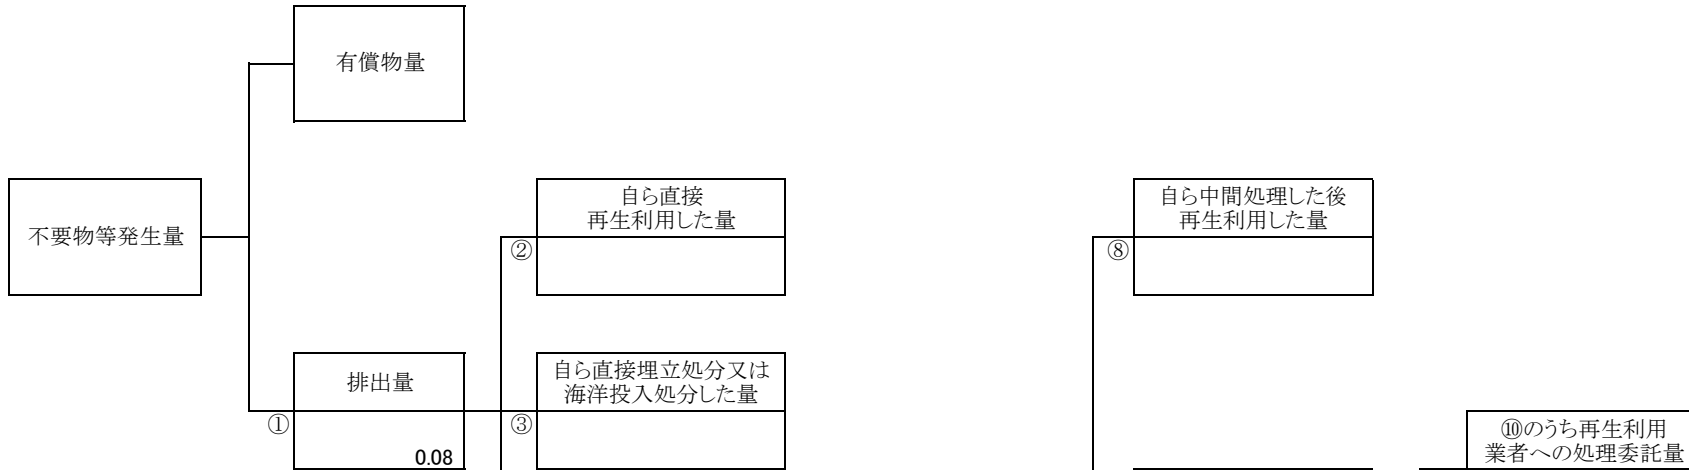 有償物量
不要物等発生量
自ら直接
再生利用した量
②
自ら中間処理した後
再生利用した量
⑧
排出量
①
0.08
自ら直接埋立処分又は
海洋投入処分した量
③
⑩のうち再生利用
業者への処理委託量